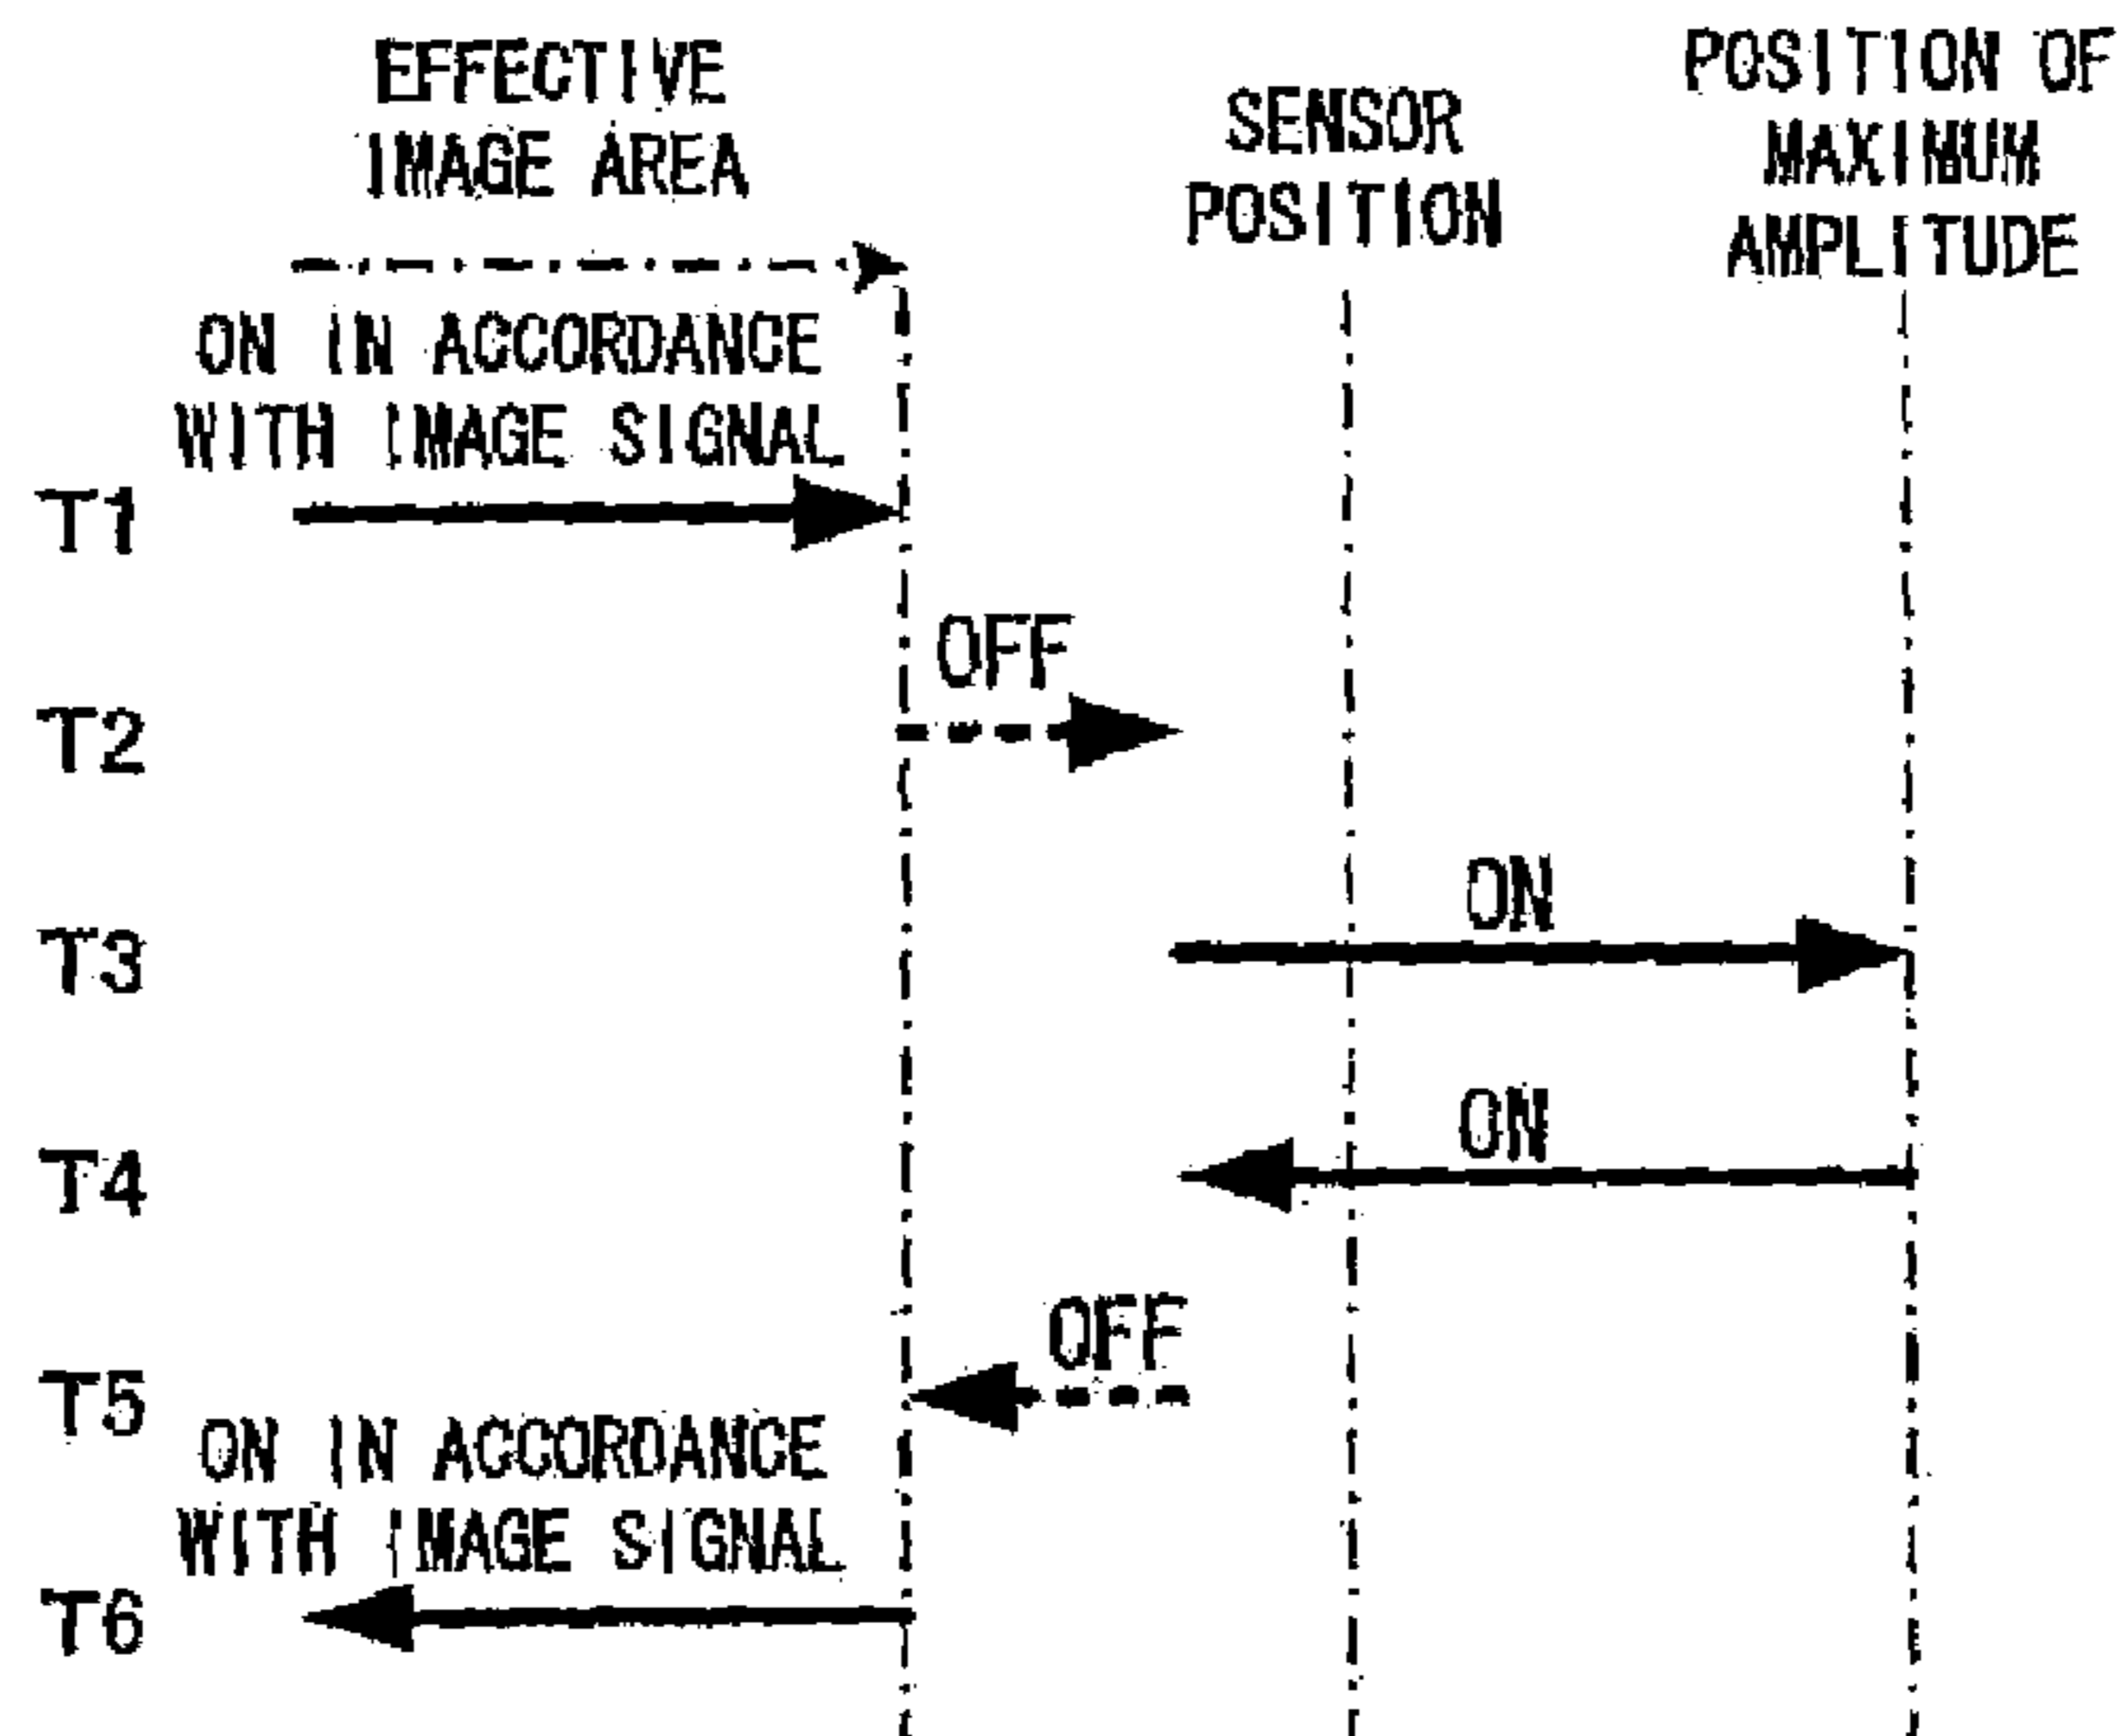 EFFECTIVE
IMAGE AREA
SENSOR
POSITION
POSITION OF
MAXIMUM
AMPLITUDE
ON IN ACCORDANCE
WITH IMAGE SIGNAL
T1
OFF
T2
ON
T3
ON
T4
OFF
T5
ON IN ACCORDANCE
WITH IMAGE SIGNAL
T6